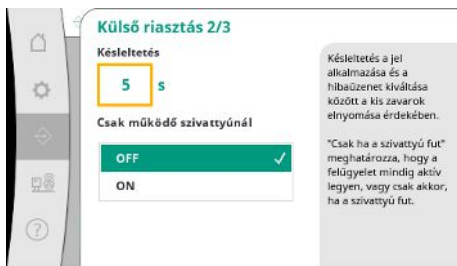 Külső riasztás 2/3
Késleltetés
5 s
Csak működő szivattyúnál
OFF
ON
Késleltetés a jel
alkalmazása és a
hibaüzenet kiváltása
között a kis zavarok
elnyomása érdekében.
"Csak ha a szivattyú fut"
meghatározza, hogy a
felügyelet mindig aktív
legyen, vagy csak akkor,
ha a szivattyú fut.